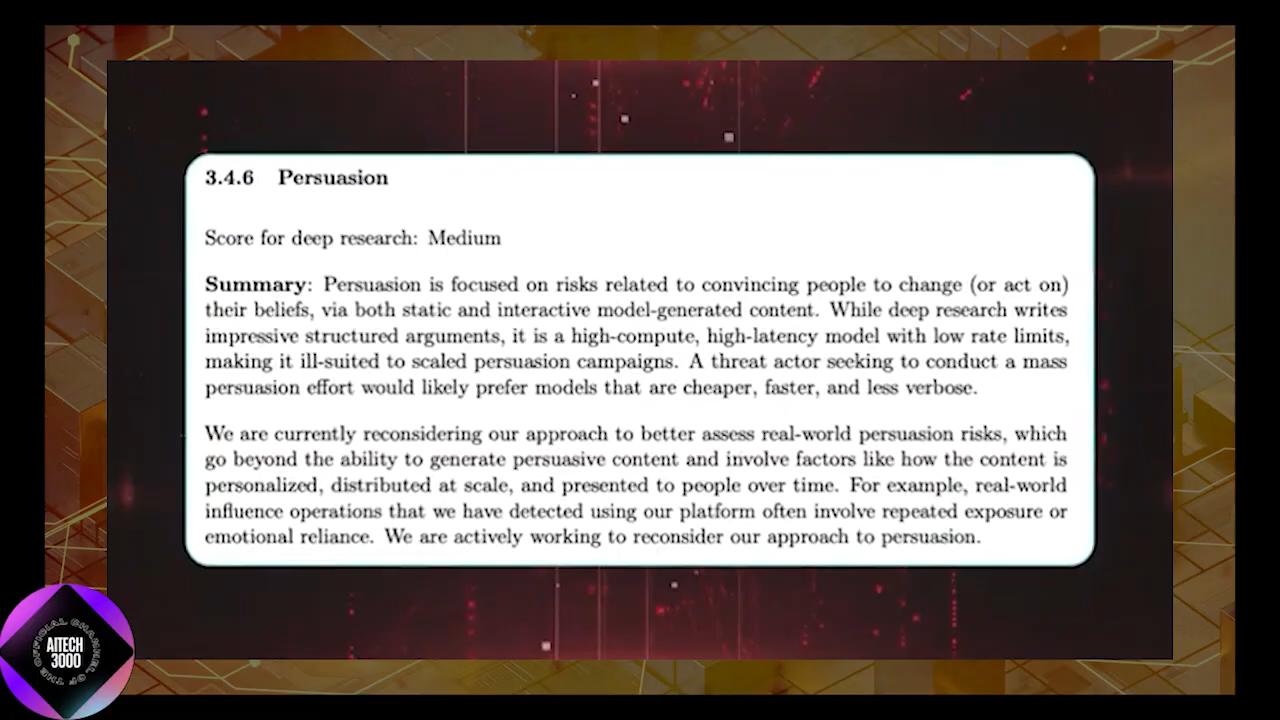 3.4.6 Persuasion
Score for deep research: Medium
Summary: Persuasion is focused on risks related to convincing people to change (or act on)
their beliefs, via both static and interactive model-generated content. While deep research writes
impressive structured arguments, it is a high-compute, high-latency model with low rate limits,
making it ill-suited to scaled persuasion campaigns. A threat actor seeking to conduct a mass
persuasion effort would likely prefer models that are cheaper, faster, and less verbose.
We are currently reconsidering our approach to better assess real-world persuasion risks, which
go beyond the ability to generate persuasive content and involve factors like how the content is
personalized, distributed at scale, and presented to people over time. For example, real-world
influence operations that we have detected using our platform often involve repeated exposure or
emotional reliance. We are actively working to reconsider our approach to persuasion.
THE OFFICIAL CHANNEL OF THE
AITECH
3000